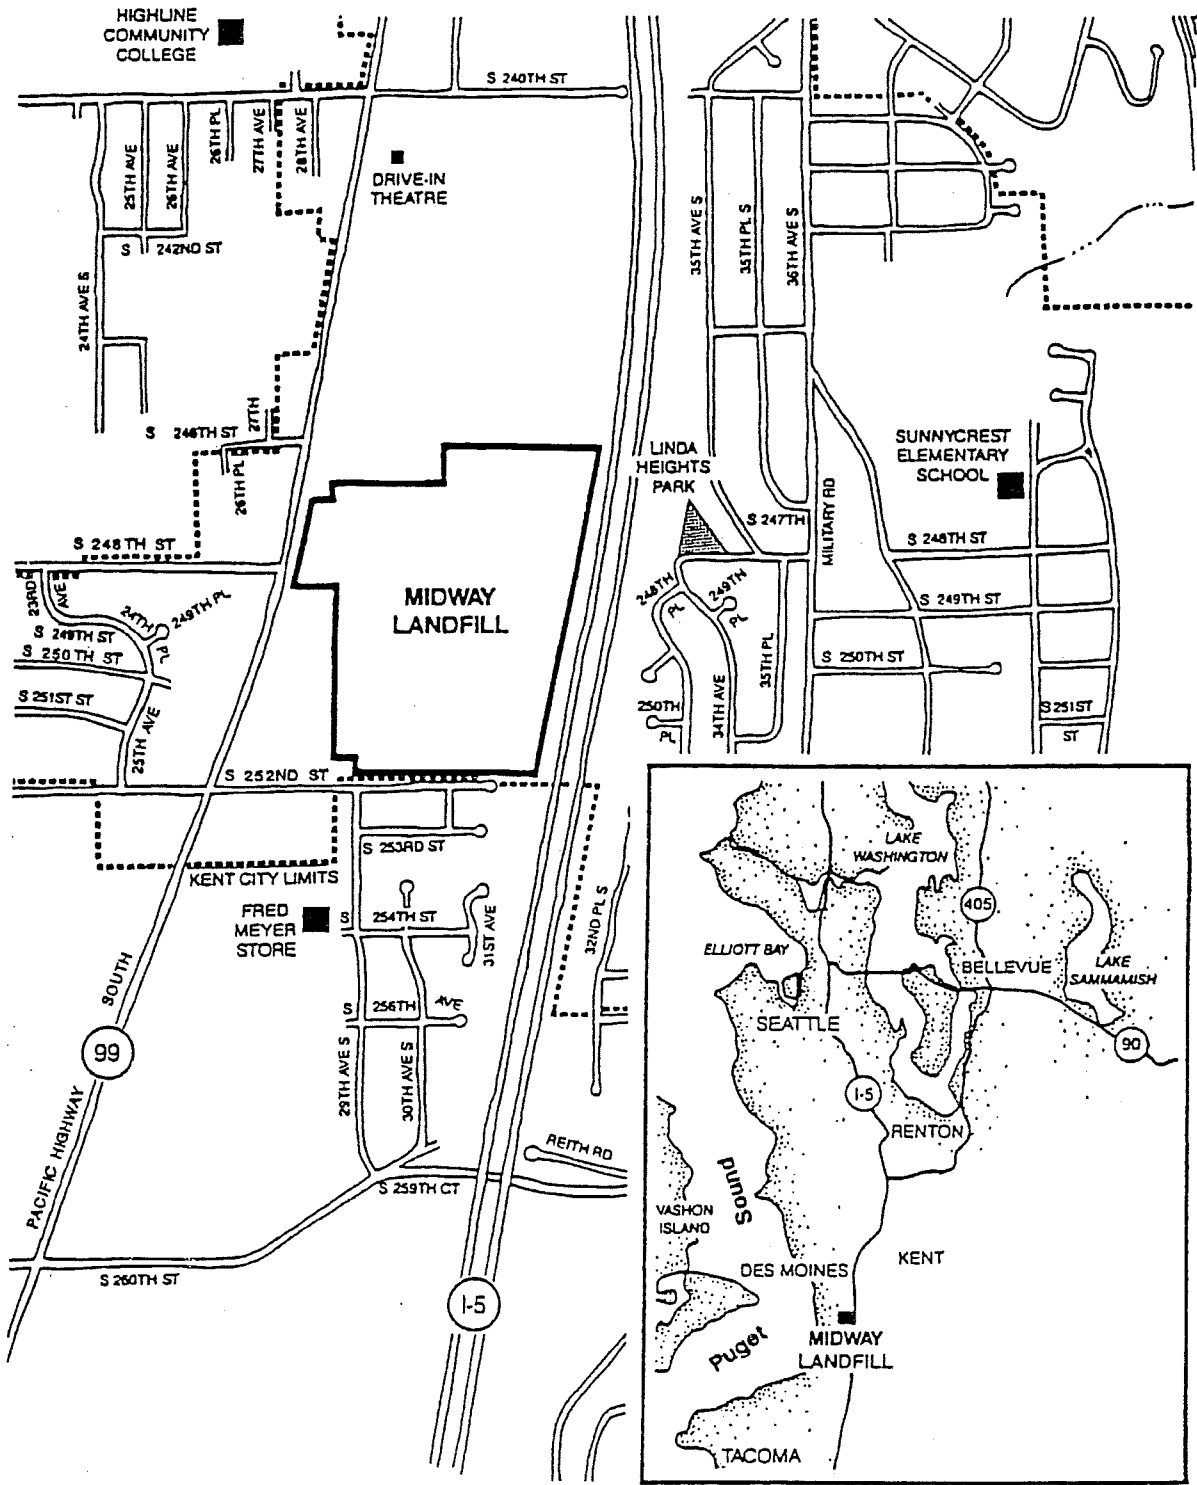 HIGHLINE
COMMUNITY
COLLEGE
S 240TH ST
26TH PL
27TH AVE
28TH AVE
25TH AVE
26TH AVE
DRIVE-IN
THEATRE
S 242ND ST
24TH AVE S
35TH AVE S
35TH PL S
36TH AVE S
27TH
S 246TH ST
26TH PL
LINDA
HEIGHTS
PARK
SUNNYCREST
ELEMENTARY
SCHOOL
MILITARY RD
S 247TH
S 248TH ST
S 248TH ST
23RD
AVE
24TH
PL
249TH PL
S 249TH ST
S 250TH ST
S 251ST ST
25TH AVE
MIDWAY
LANDFILL
248TH
PL
249TH
PL
35TH PL
34TH AVE
250TH
PL
S 249TH ST
S 250TH ST
S 251ST
ST
S 252ND ST
S 253RD ST
KENT CITY LIMITS
FRED
MEYER
STORE
S 254TH ST
31ST AVE
32ND PL S
S 256TH AVE
29TH AVE S
30TH AVE S
REITH RD
S 259TH CT
SOUTH
99
PACIFIC HIGHWAY
S 260TH ST
I-5
LAKE
WASHINGTON
405
ELLIOTT BAY
BELLEVUE
LAKE
SAMMAMISH
SEATTLE
90
I-5
RENTON
Sound
VASHON
ISLAND
KENT
DES MOINES
Puget
MIDWAY
LANDFILL
TACOMA